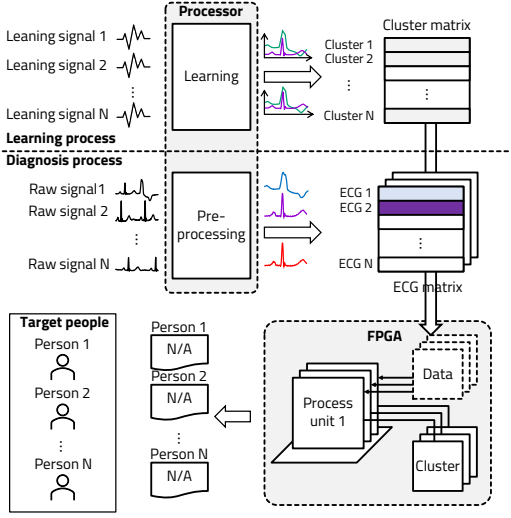 Processor
Leaning signal 1
Leaning signal 2
⋮
Leaning signal N
Learning
Cluster 1
Cluster 2
⋮
Cluster N
Cluster matrix
⋮
Learning process
Diagnosis process
Raw signal1
Raw signal 2
⋮
Raw signal N
Pre-
processing
ECG 1
ECG 2
⋮
ECG N
ECG matrix
Target people
Person 1
Person 2
⋮
Person N
Person 1
N/A
Person 2
N/A
⋮
Person N
N/A
FPGA
Data
Process
unit 1
Cluster